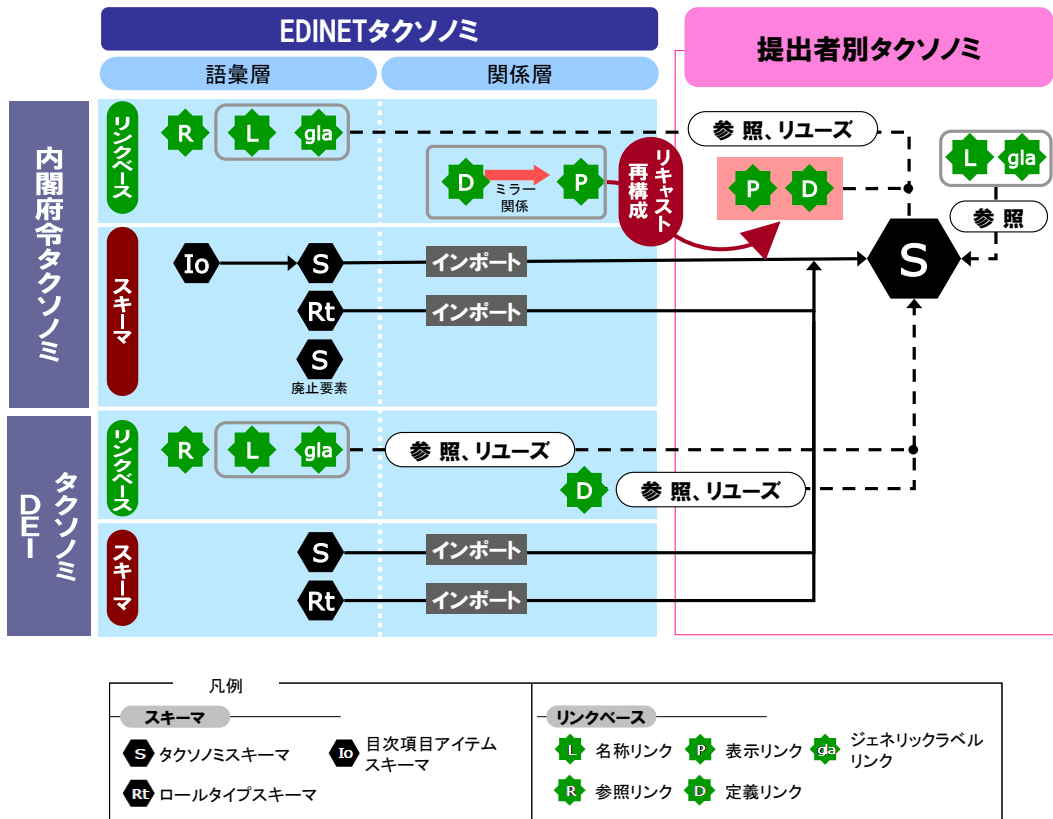 EDINETタクソノミ
提出者別タクソノミ
語彙層
関係層
内閣府令タクソノミ
リンクベース
R
L
gla
参照、リユーズ
D
ミラー
関係
P
リキャスト
再構成
P
D
L
gla
参照
スキーマ
Io
S
インポート
S
Rt
インポート
S
廃止要素
タクソノミ
DEI
リンクベース
R
L
gla
参照、リユーズ
D
参照、リユーズ
スキーマ
S
インポート
Rt
インポート
凡例
スキーマ
S タクソノミスキーマ
Io 目次項目アイテム
スキーマ
Rt ロールタイプスキーマ
リンクベース
L 名称リンク
P 表示リンク
gla ジェネリックラベル
リンク
R 参照リンク
D 定義リンク